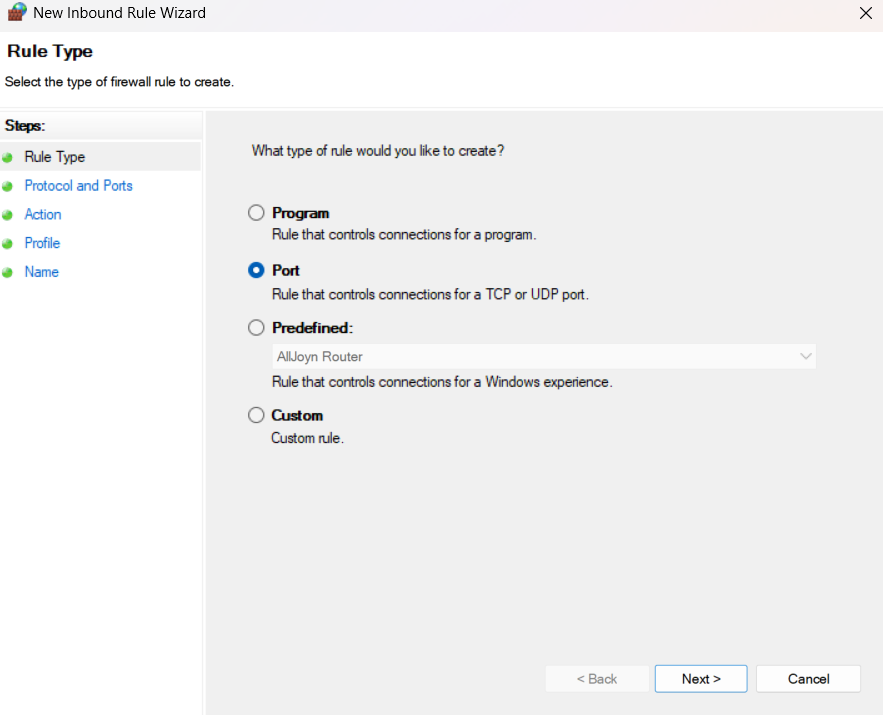 New Inbound Rule Wizard
Rule Type
Select the type of firewall rule to create.
Steps:
Rule Type
Protocol and Ports
Action
Profile
Name
What type of rule would you like to create?
Program
Rule that controls connections for a program.
Port
Rule that controls connections for a TCP or UDP port.
Predefined:
AllJoyn Router
Rule that controls connections for a Windows experience.
Custom
Custom rule.
< Back
Next >
Cancel